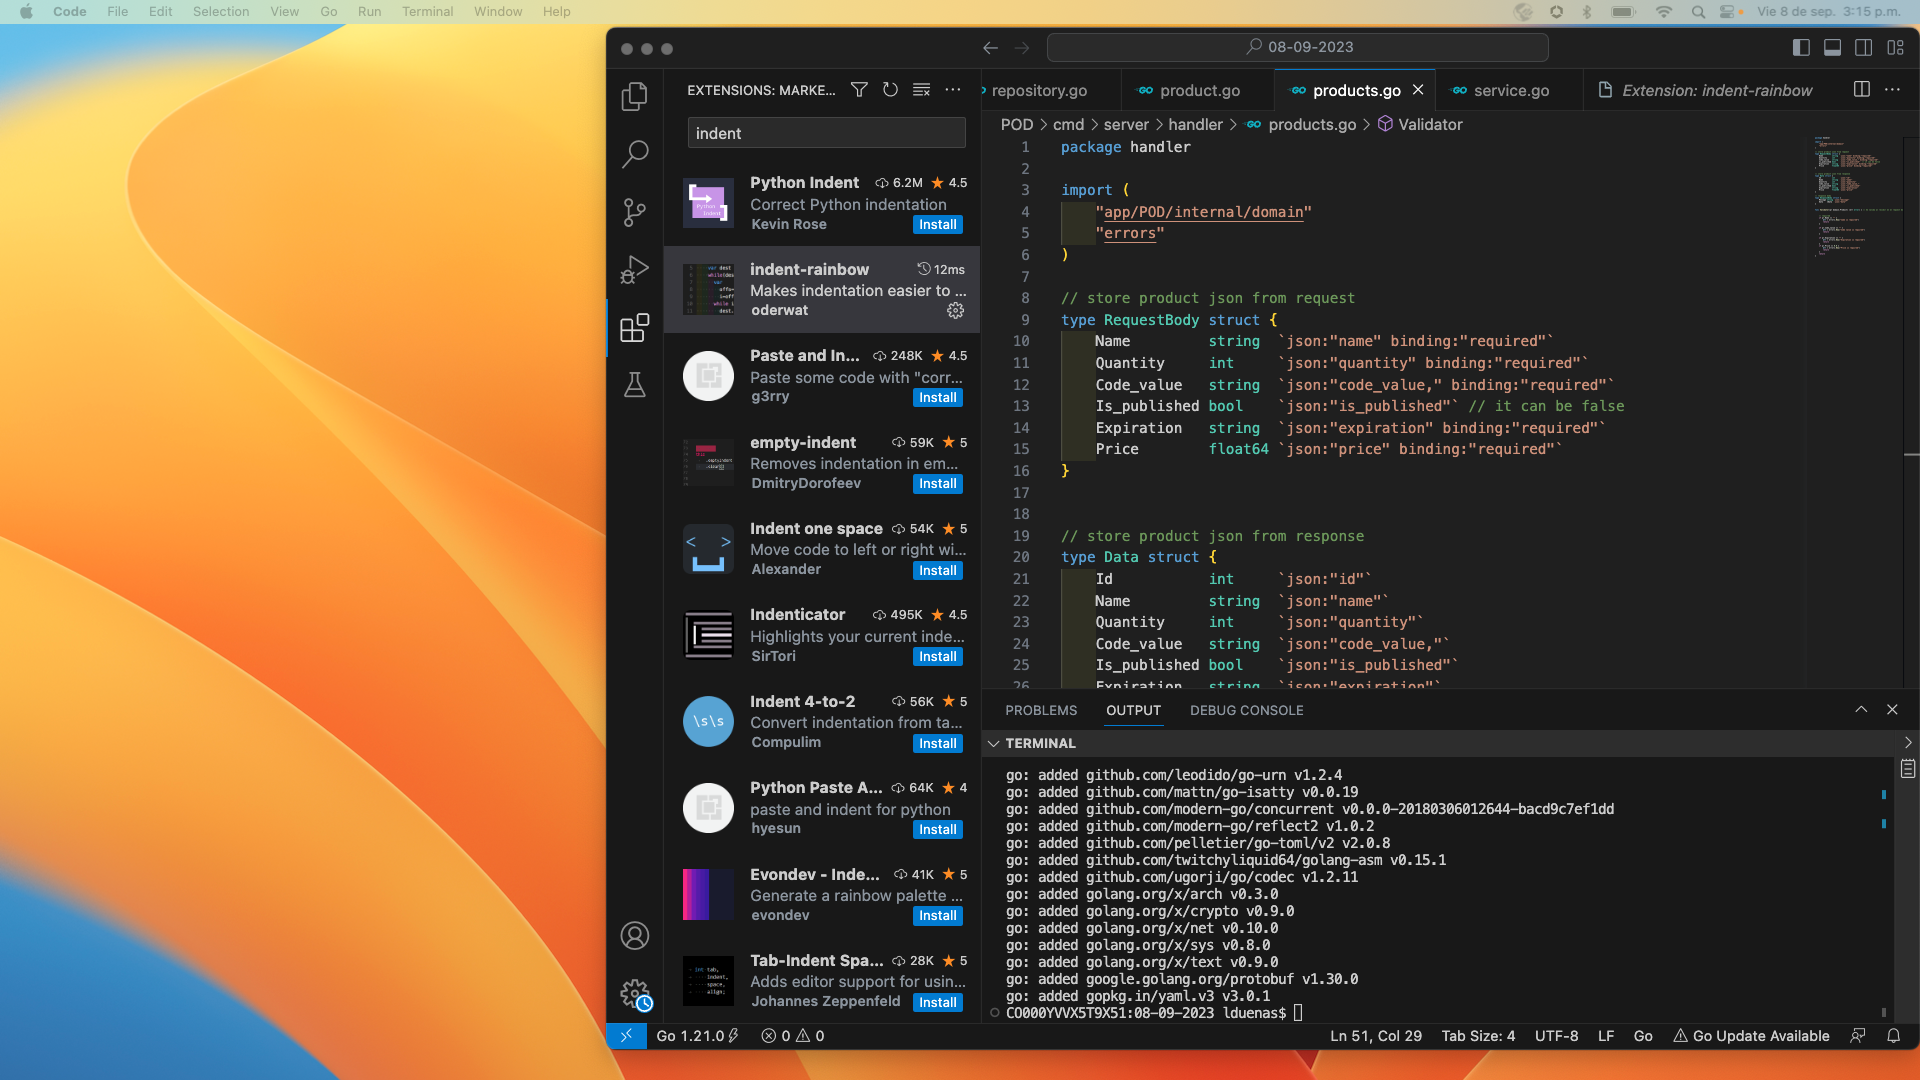 Code File Edit Selection View Go Run Terminal Window Help
Vie 8 de sep. 3:15 p.m.
08-09-2023
EXTENSIONS: MARKE...
indent
Python Indent 6.2M ★ 4.5
Correct Python indentation
Kevin Rose Install
indent-rainbow 12ms
Makes indentation easier to ...
oderwat
Paste and In... 248K ★ 4.5
Paste some code with "corr...
g3rry Install
empty-indent 59K ★ 5
Removes indentation in em...
DmitryDorofeev Install
Indent one space 54K ★ 5
Move code to left or right wi...
Alexander Install
Indenticator 495K ★ 4.5
Highlights your current inde...
SirTori Install
\s\s
Indent 4-to-2 56K ★ 5
Convert indentation from ta...
Compulim Install
Python Paste A... 64K ★ 4
paste and indent for python
hyesun Install
Evondev - Inde... 41K ★ 5
Generate a rainbow palette ...
evondev Install
Tab-Indent Spa... 28K ★ 5
Adds editor support for usin...
Johannes Zeppenfeld Install
repository.go product.go products.go service.go Extension: indent-rainbow
POD > cmd > server > handler > products.go > Validator
1 package handler
2
3 import (
4 "app/POD/internal/domain"
5 "errors"
6 )
7
8 // store product json from request
9 type RequestBody struct {
10 Name string `json:"name" binding:"required"`
11 Quantity int `json:"quantity" binding:"required"`
12 Code_value string `json:"code_value," binding:"required"`
13 Is_published bool `json:"is_published"` // it can be false
14 Expiration string `json:"expiration" binding:"required"`
15 Price float64 `json:"price" binding:"required"`
16 }
17
18
19 // store product json from response
20 type Data struct {
21 Id int `json:"id"`
22 Name string `json:"name"`
23 Quantity int `json:"quantity"`
24 Code_value string `json:"code_value,"`
25 Is_published bool `json:"is_published"`
26 Expiration string `json:"expiration"`
PROBLEMS OUTPUT DEBUG CONSOLE
TERMINAL
go: added github.com/leodido/go-urn v1.2.4
go: added github.com/mattn/go-isatty v0.0.19
go: added github.com/modern-go/concurrent v0.0.0-20180306012644-bacd9c7ef1dd
go: added github.com/modern-go/reflect2 v1.0.2
go: added github.com/pelletier/go-toml/v2 v2.0.8
go: added github.com/twitchyliquid64/golang-asm v0.15.1
go: added github.com/ugorji/go/codec v1.2.11
go: added golang.org/x/arch v0.3.0
go: added golang.org/x/crypto v0.9.0
go: added golang.org/x/net v0.10.0
go: added golang.org/x/sys v0.8.0
go: added golang.org/x/text v0.9.0
go: added google.golang.org/protobuf v1.30.0
go: added gopkg.in/yaml.v3 v3.0.1
CO000YVVX5T9X51:08-09-2023 lduenas$
Go 1.21.0 0 0 Ln 51, Col 29 Tab Size: 4 UTF-8 LF Go Go Update Available